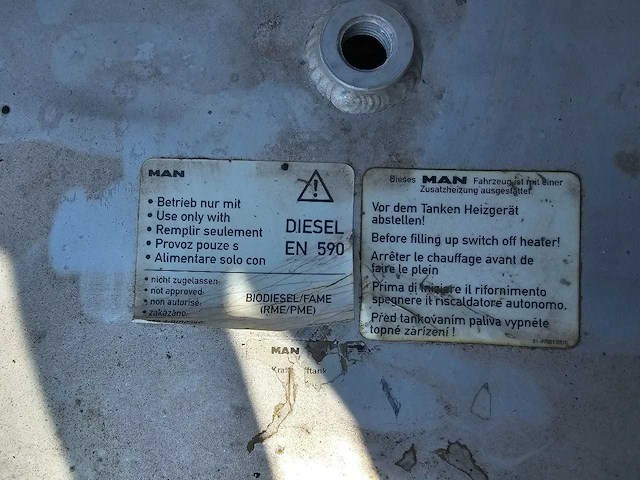 MAN
• Betrieb nur mit
• Use only with
• Remplir seulement
• Provoz pouze s
• Alimentare solo con
DIESEL
EN 590
• nicht zugelassen:
• not approved:
• non autorisé:
• zakázáno:
BIODIESEL/FAME
(RME/PME)
Dieses MAN Fahrzeug ist mit einer
Zusatzheizung ausgestattet
Vor dem Tanken Heizgerät
abstellen!
Before filling up switch off heater!
Arrêter le chauffage avant de
faire le plein
Prima di iniziare il rifornimento
spegnere il riscaldatore autonomo.
Před tankováním paliva vypněte
topné zařízení !
MAN